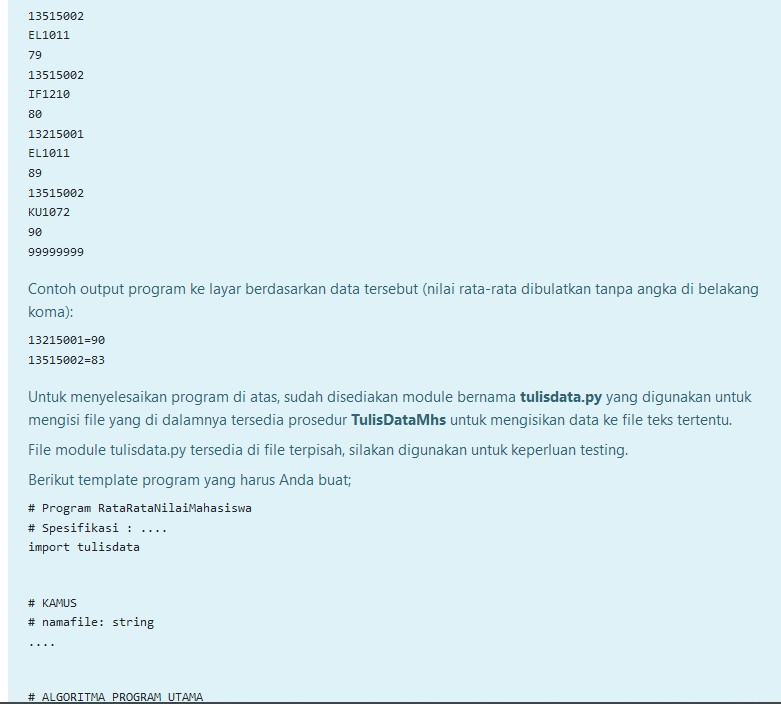 13515002
EL1011
79
13515002
IF1210
80
13215001
EL1011
89
13515002
KU1072
90
99999999
Contoh output program ke layar berdasarkan data tersebut (nilai rata-rata dibulatkan tanpa angka di belakang
koma):
13215001=90
13515002=83
Untuk menyelesaikan program di atas, sudah disediakan module bernama tulisdata.py yang digunakan untuk
mengisi file yang di dalamnya tersedia prosedur TulisDataMhs untuk mengisikan data ke file teks tertentu.
File module tulisdata.py tersedia di file terpisah, silakan digunakan untuk keperluan testing.
Berikut template program yang harus Anda buat;
# Program RataRataNilaiMahasiswa
# Spesifikasi : ....
import tulisdata
# KAMUS
# namafile: string
....
# ALGORITMA PROGRAM UTAMA